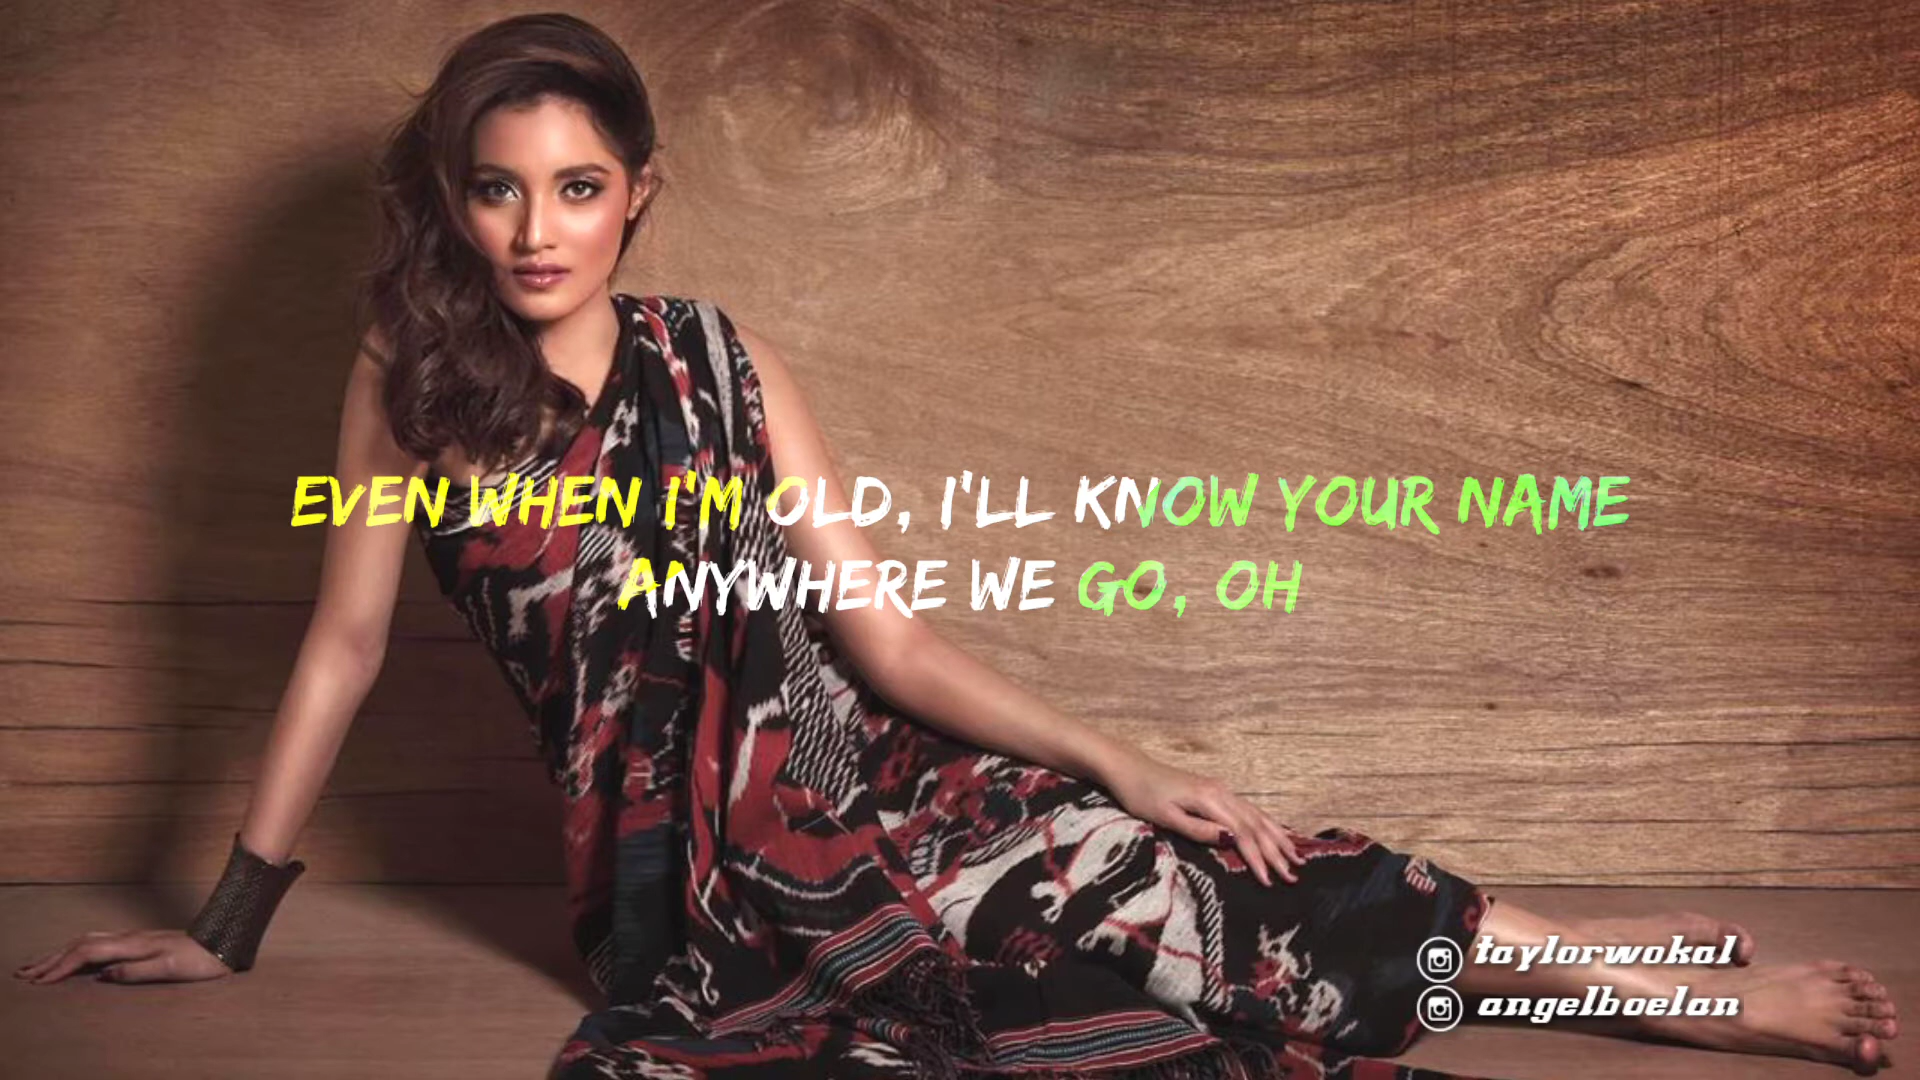 EVEN WHEN I'M OLD, I'LL KNOW YOUR NAME
ANYWHERE WE GO, OH
taylorwokal
angelboelan